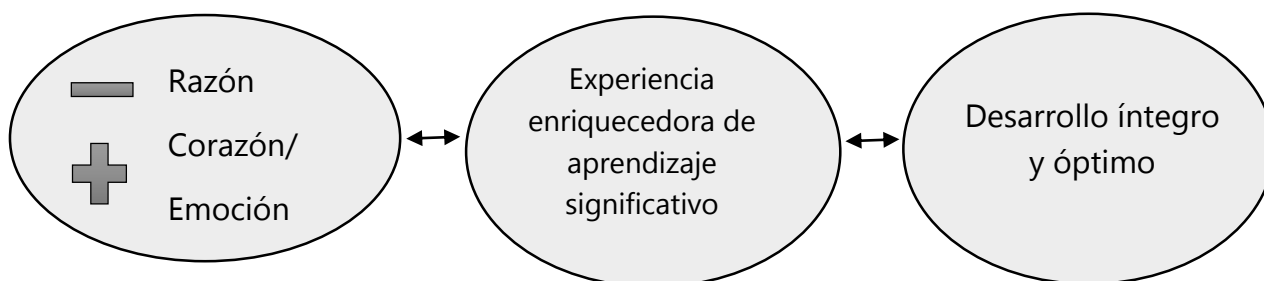 Razón
Corazón/
Emoción
Experiencia
enriquecedora de
aprendizaje
significativo
Desarrollo íntegro
y óptimo